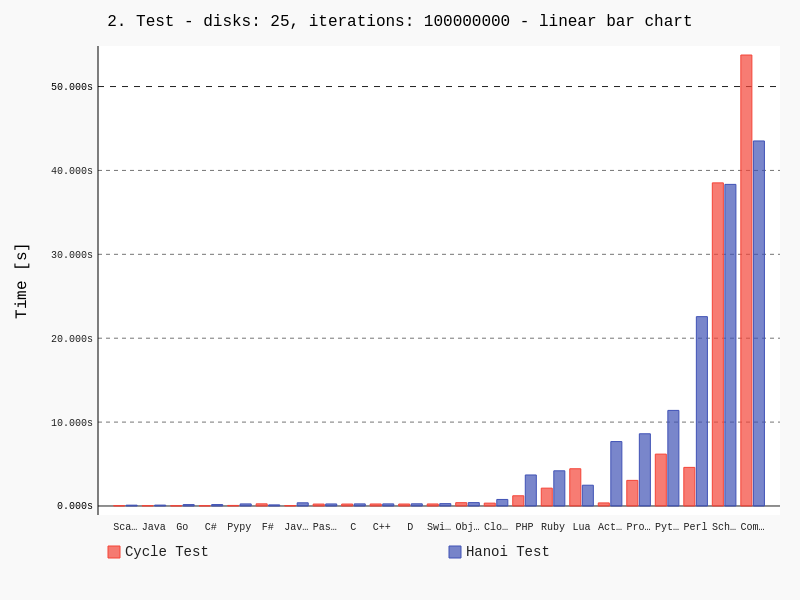 2. Test - disks: 25, iterations: 100000000 - linear bar chart
Time [s]
50.000s
40.000s
30.000s
20.000s
10.000s
0.000s
Sca… Java Go C# Pypy F# Jav… Pas… C C++ D Swi… Obj… Clo… PHP Ruby Lua Act… Pro… Pyt… Perl Sch… Com…
Cycle Test Hanoi Test